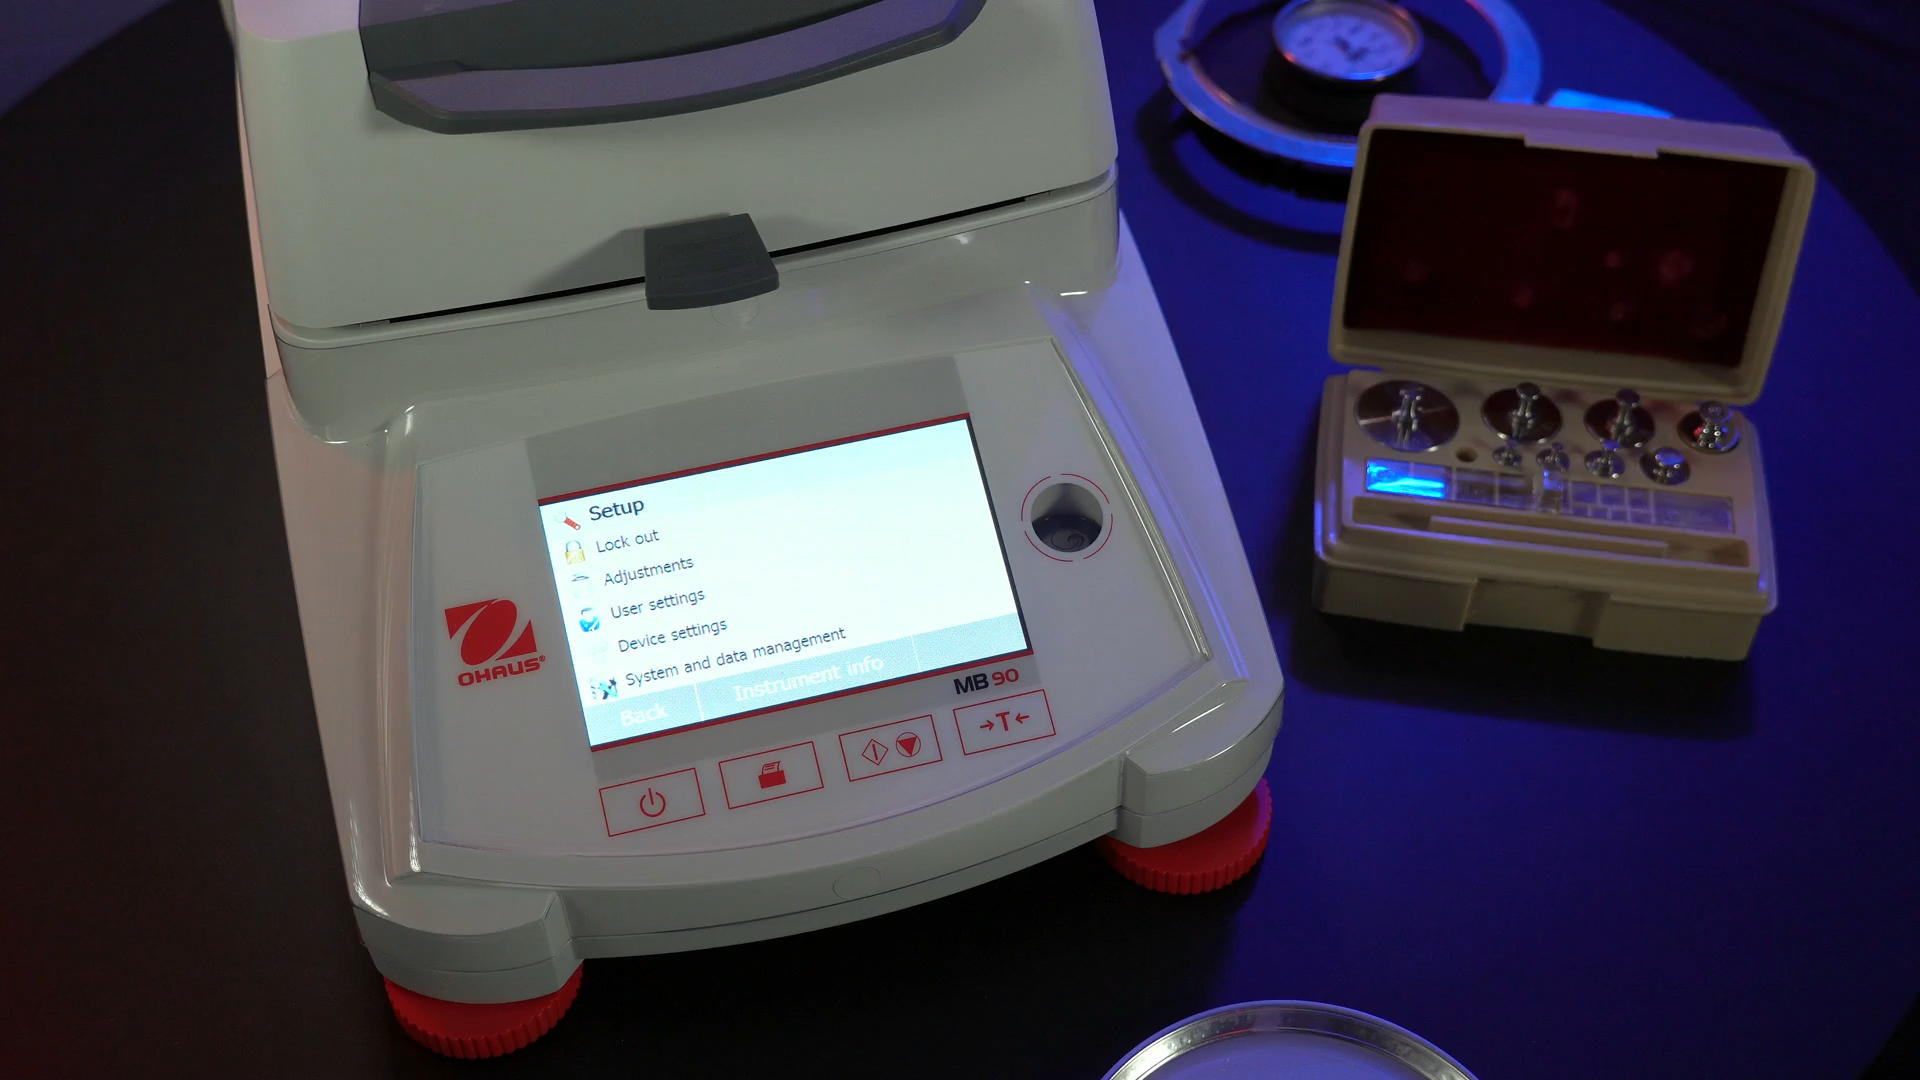 Setup
Lock out
Adjustments
User settings
Device settings
System and data management
Back
Instrument info
OHAUS®
MB 90
→T←